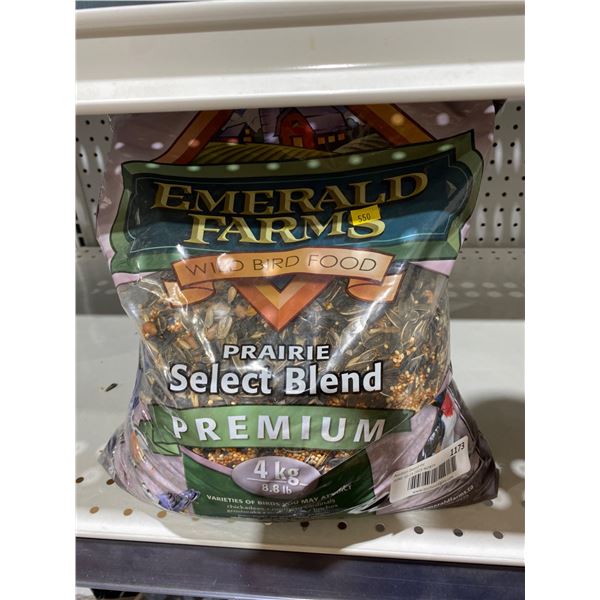 EMERALD
FARMS
550
WILD BIRD FOOD
PRAIRIE
Select Blend
PREMIUM
4 kg
8.8 lb
1173
VARIETIES OF BIRDS YOU MAY ATTRACT
chickadees